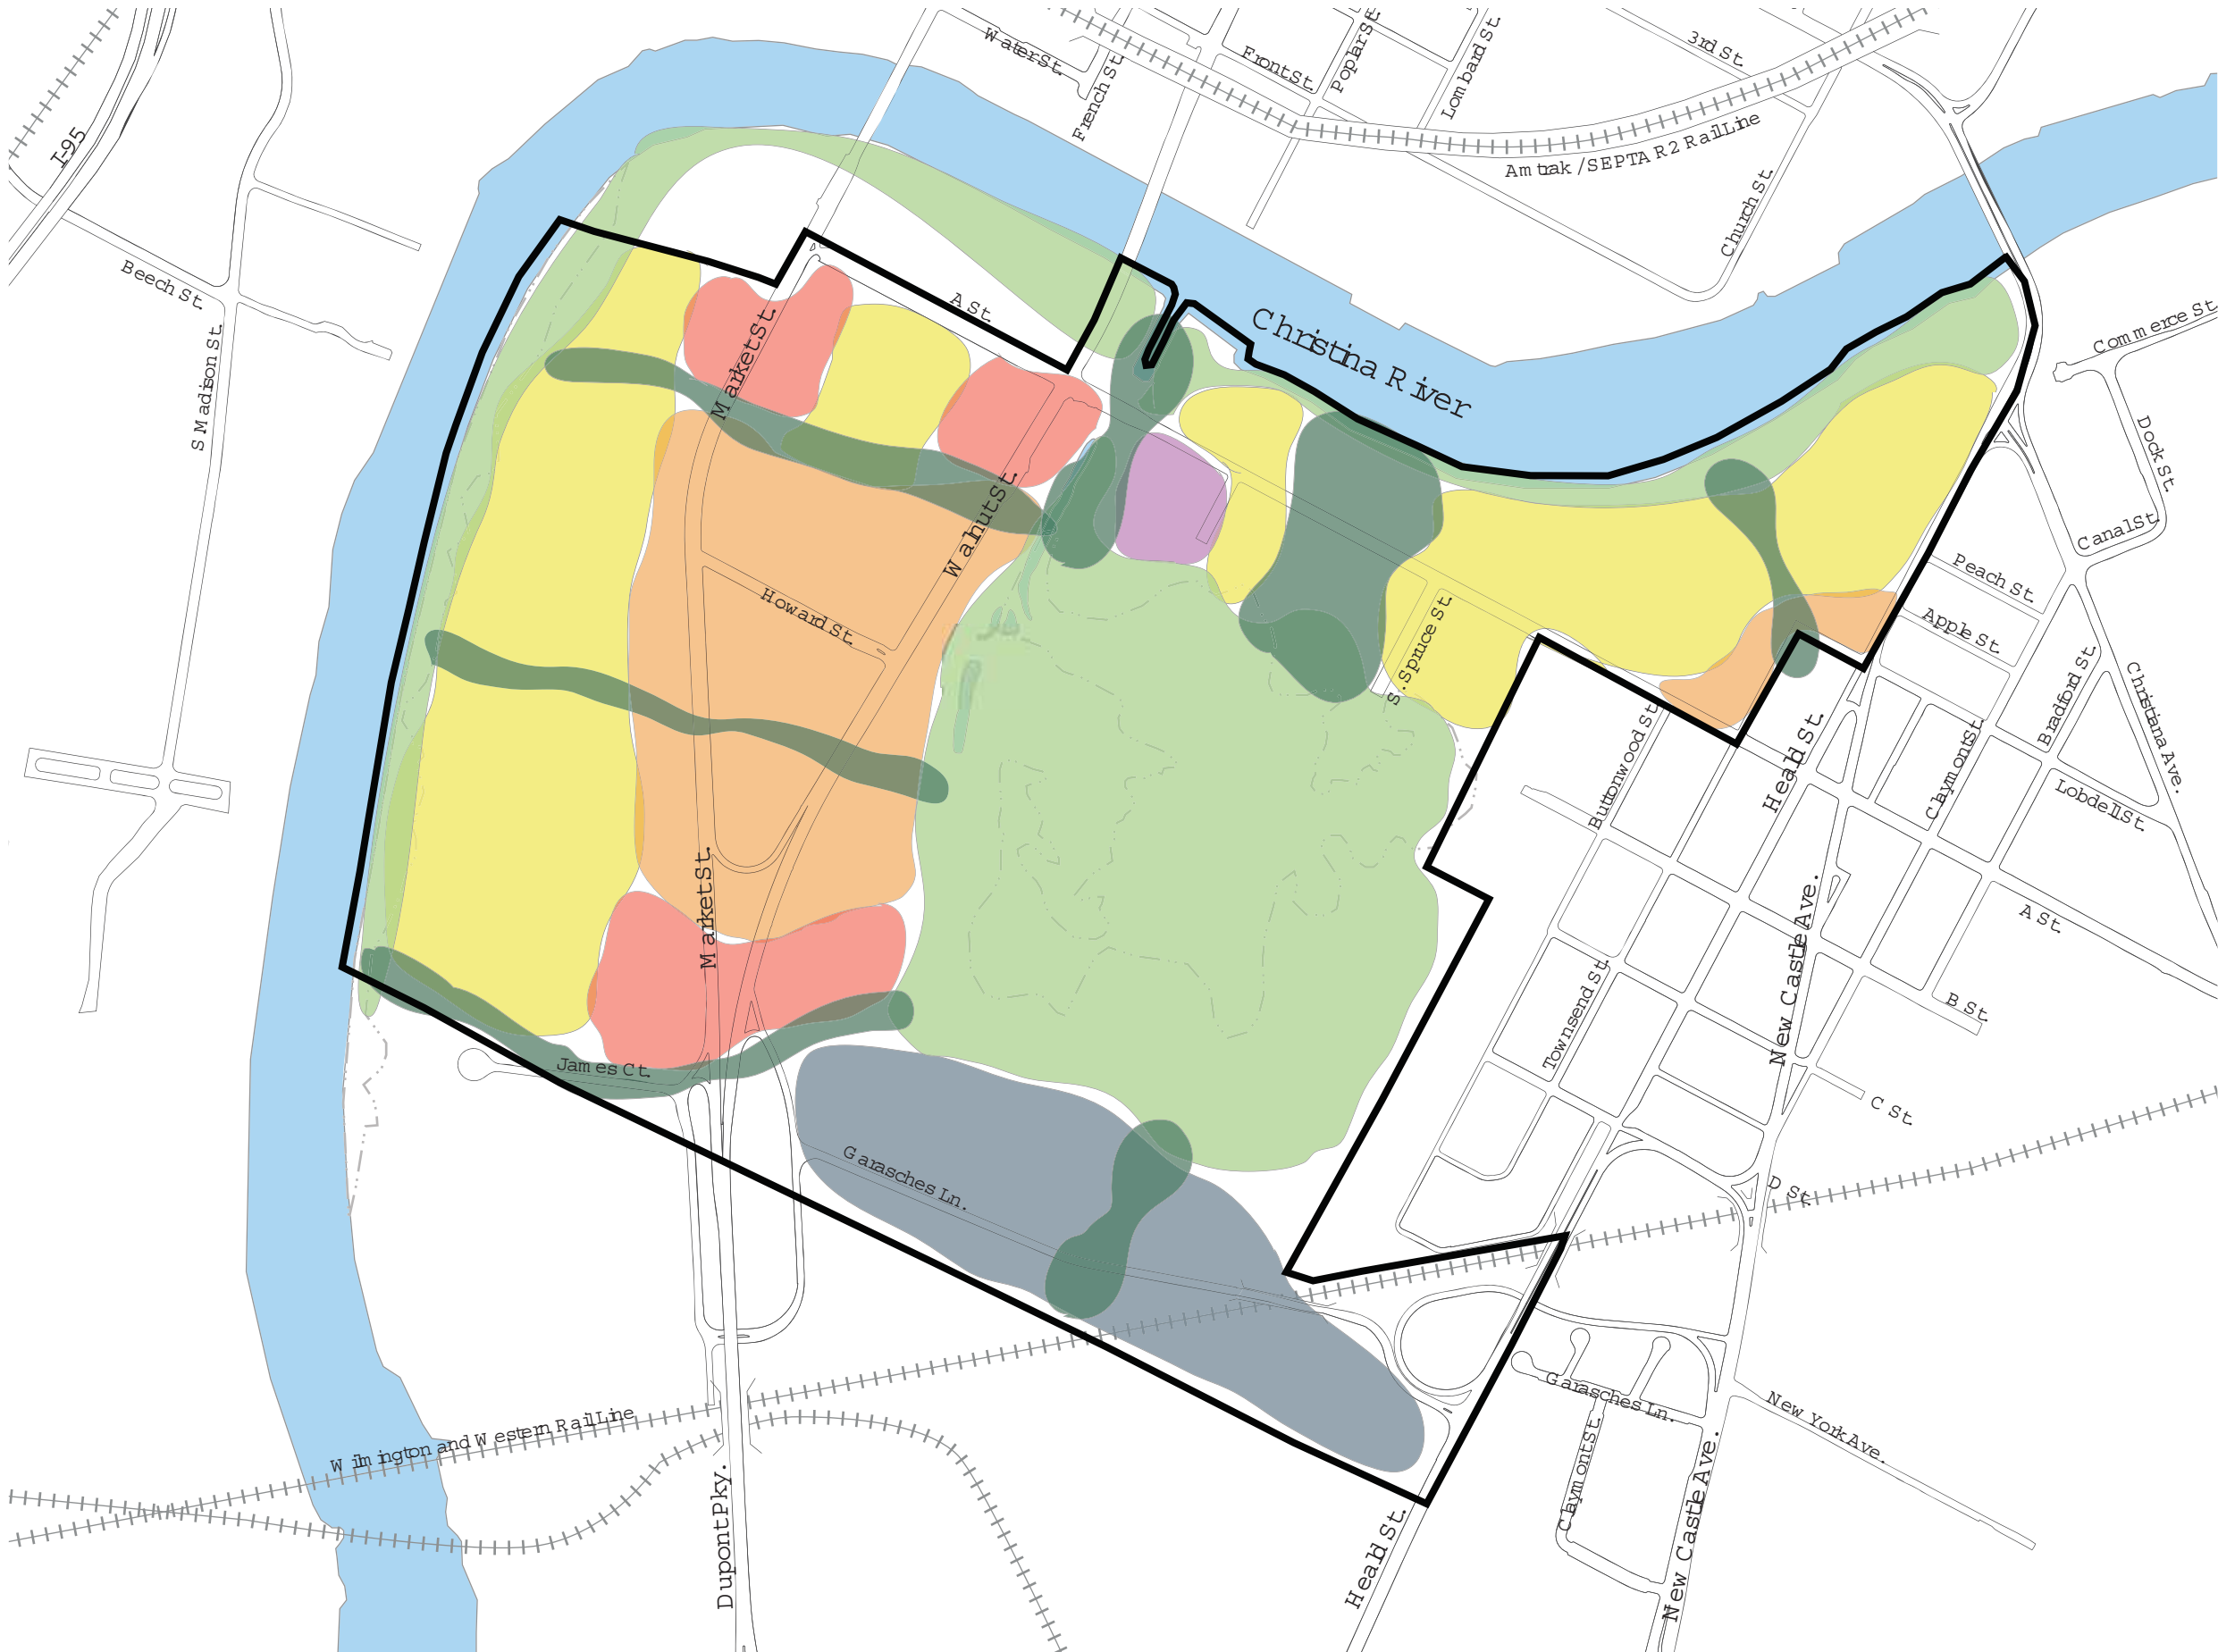 Water St.
French St.
Front St.
Poplar St.
Lombard St.
3rd St.
I-95
Amtrak / SEPTA R2 Rail Line
Church St.
Beech St.
S Madison St.
Market St.
A St.
Christina River
Commerce St.
Dock St.
Canal St.
Walnut St.
Howard St.
S. Spruce St.
Peach St.
Apple St.
Bradford St.
Christina Ave.
Buttonwood St.
Heald St.
Claymont St.
Lobdell St.
Market St.
New Castle Ave.
A St.
Townsend St.
B St.
James Ct.
C St.
Garasches Ln.
D St.
Wilmington and Western Rail Line
Garasches Ln.
New York Ave.
Claymont St.
Dupont Pky.
Heald St.
New Castle Ave.